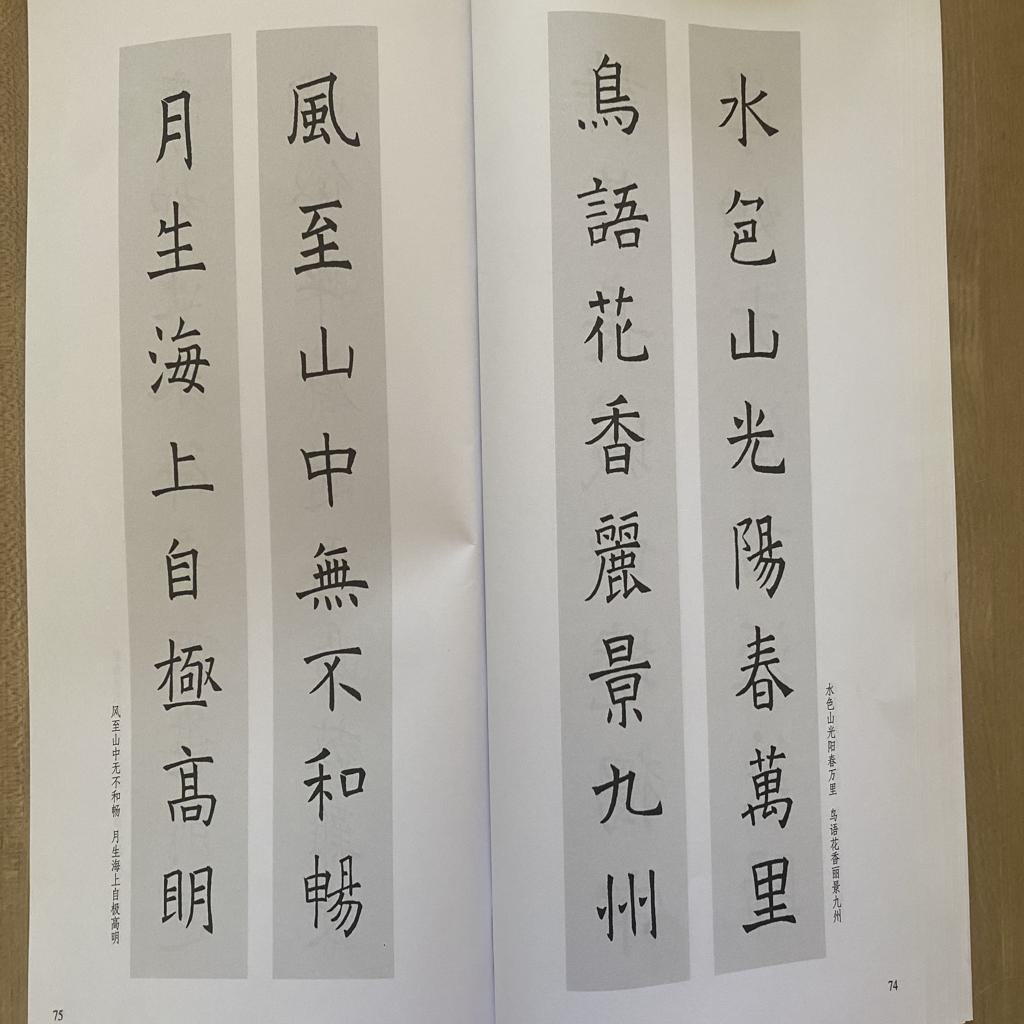 水色山光陽春萬里
鳥語花香麗景九州
水色山光阳春万里 鸟语花香丽景九州
74
風至山中無不和暢
月生海上自極高明
风至山中无不和畅 月生海上自极高明
75